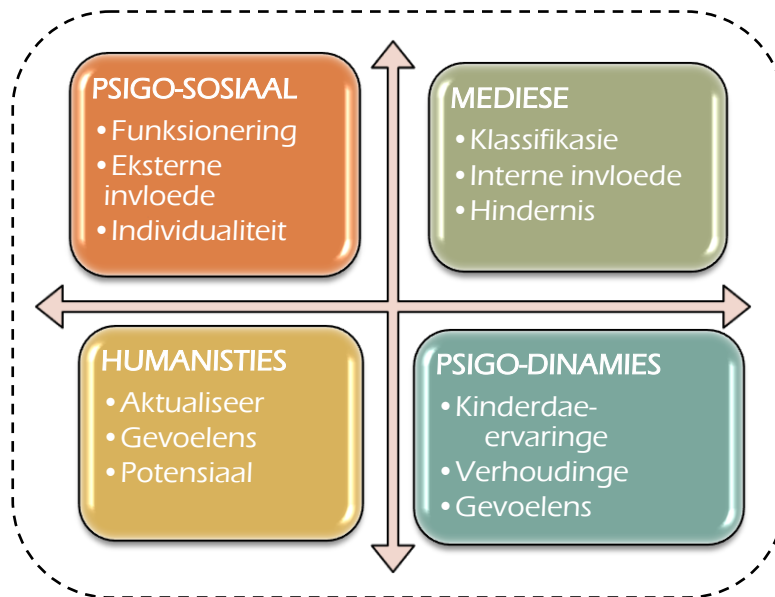 PSIGO-SOSIAAL
• Funksionering
• Eksterne
invloede
• Individualiteit
MEDIESE
• Klassifikasie
• Interne invloede
• Hindernis
HUMANISTIES
• Aktualiseer
• Gevoelens
• Potensiaal
PSIGO-DINAMIES
• Kinderdae-
ervaringe
• Verhoudinge
• Gevoelens